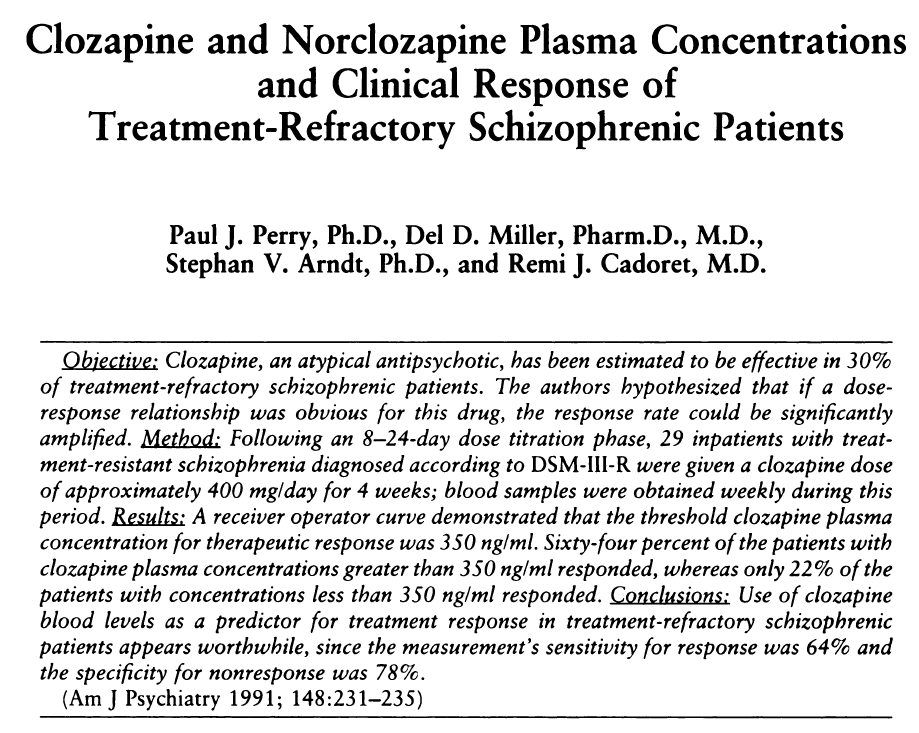 Clozapine and Norclozapine Plasma Concentrations
and Clinical Response of
Treatment-Refractory Schizophrenic Patients
Paul J. Perry, Ph.D., Del D. Miller, Pharm.D., M.D.,
Stephan V. Arndt, Ph.D., and Remi J. Cadoret, M.D.
Objective: Clozapine, an atypical antipsychotic, has been estimated to be effective in 30%
of treatment-refractory schizophrenic patients. The authors hypothesized that if a dose-
response relationship was obvious for this drug, the response rate could be significantly
amplified. Method: Following an 8–24-day dose titration phase, 29 inpatients with treat-
ment-resistant schizophrenia diagnosed according to DSM-III-R were given a clozapine dose
of approximately 400 mg/day for 4 weeks; blood samples were obtained weekly during this
period. Results: A receiver operator curve demonstrated that the threshold clozapine plasma
concentration for therapeutic response was 350 ng/ml. Sixty-four percent of the patients with
clozapine plasma concentrations greater than 350 ng/ml responded, whereas only 22% of the
patients with concentrations less than 350 ng/ml responded. Conclusions: Use of clozapine
blood levels as a predictor for treatment response in treatment-refractory schizophrenic
patients appears worthwhile, since the measurement's sensitivity for response was 64% and
the specificity for nonresponse was 78%.
(Am J Psychiatry 1991; 148:231–235)